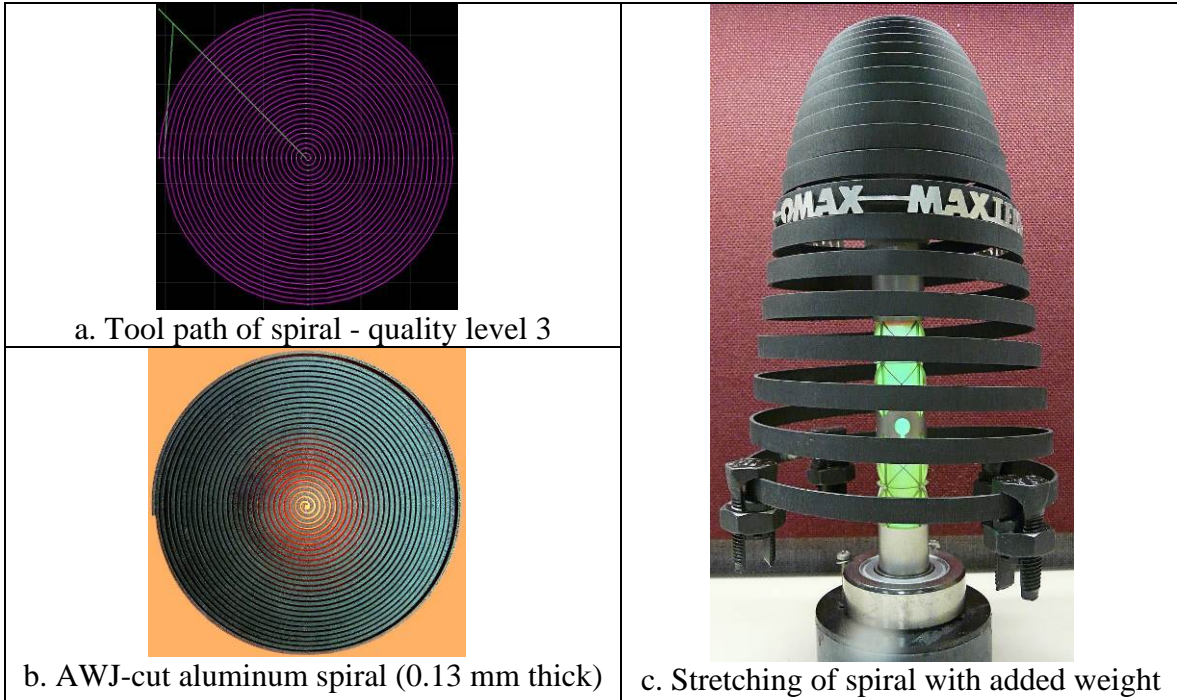 a. Tool path of spiral - quality level 3
b. AWJ-cut aluminum spiral (0.13 mm thick)
OMAX MAXIEM
c. Stretching of spiral with added weight